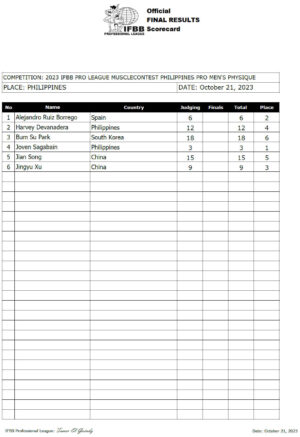 Official
FINAL RESULTS
IFBB Scorecard
PROFESSIONAL LEAGUE
COMPETITION: 2023 IFBB PRO LEAGUE MUSCLECONTEST PHILIPPINES PRO MEN'S PHYSIQUE
PLACE: PHILIPPINES DATE: October 21, 2023
No Name Country Judging Finals Total Place
1 Alejandro Ruiz Borrego Spain 6 6 2
2 Harvey Devanadera Philippines 12 12 4
3 Bum Su Park South Korea 18 18 6
4 Joven Sagabain Philippines 3 3 1
5 Jian Song China 15 15 5
6 Jingyu Xu China 9 9 3
IFBB Professional League: Date: October 21, 2023